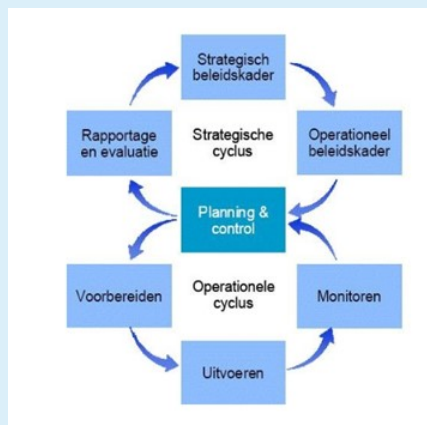 Strategisch
beleidskader
Rapportage
en evaluatie
Strategische
cyclus
Operationeel
beleidskader
Planning &
control
Voorbereiden
Operationele
cyclus
Monitoren
Uitvoeren